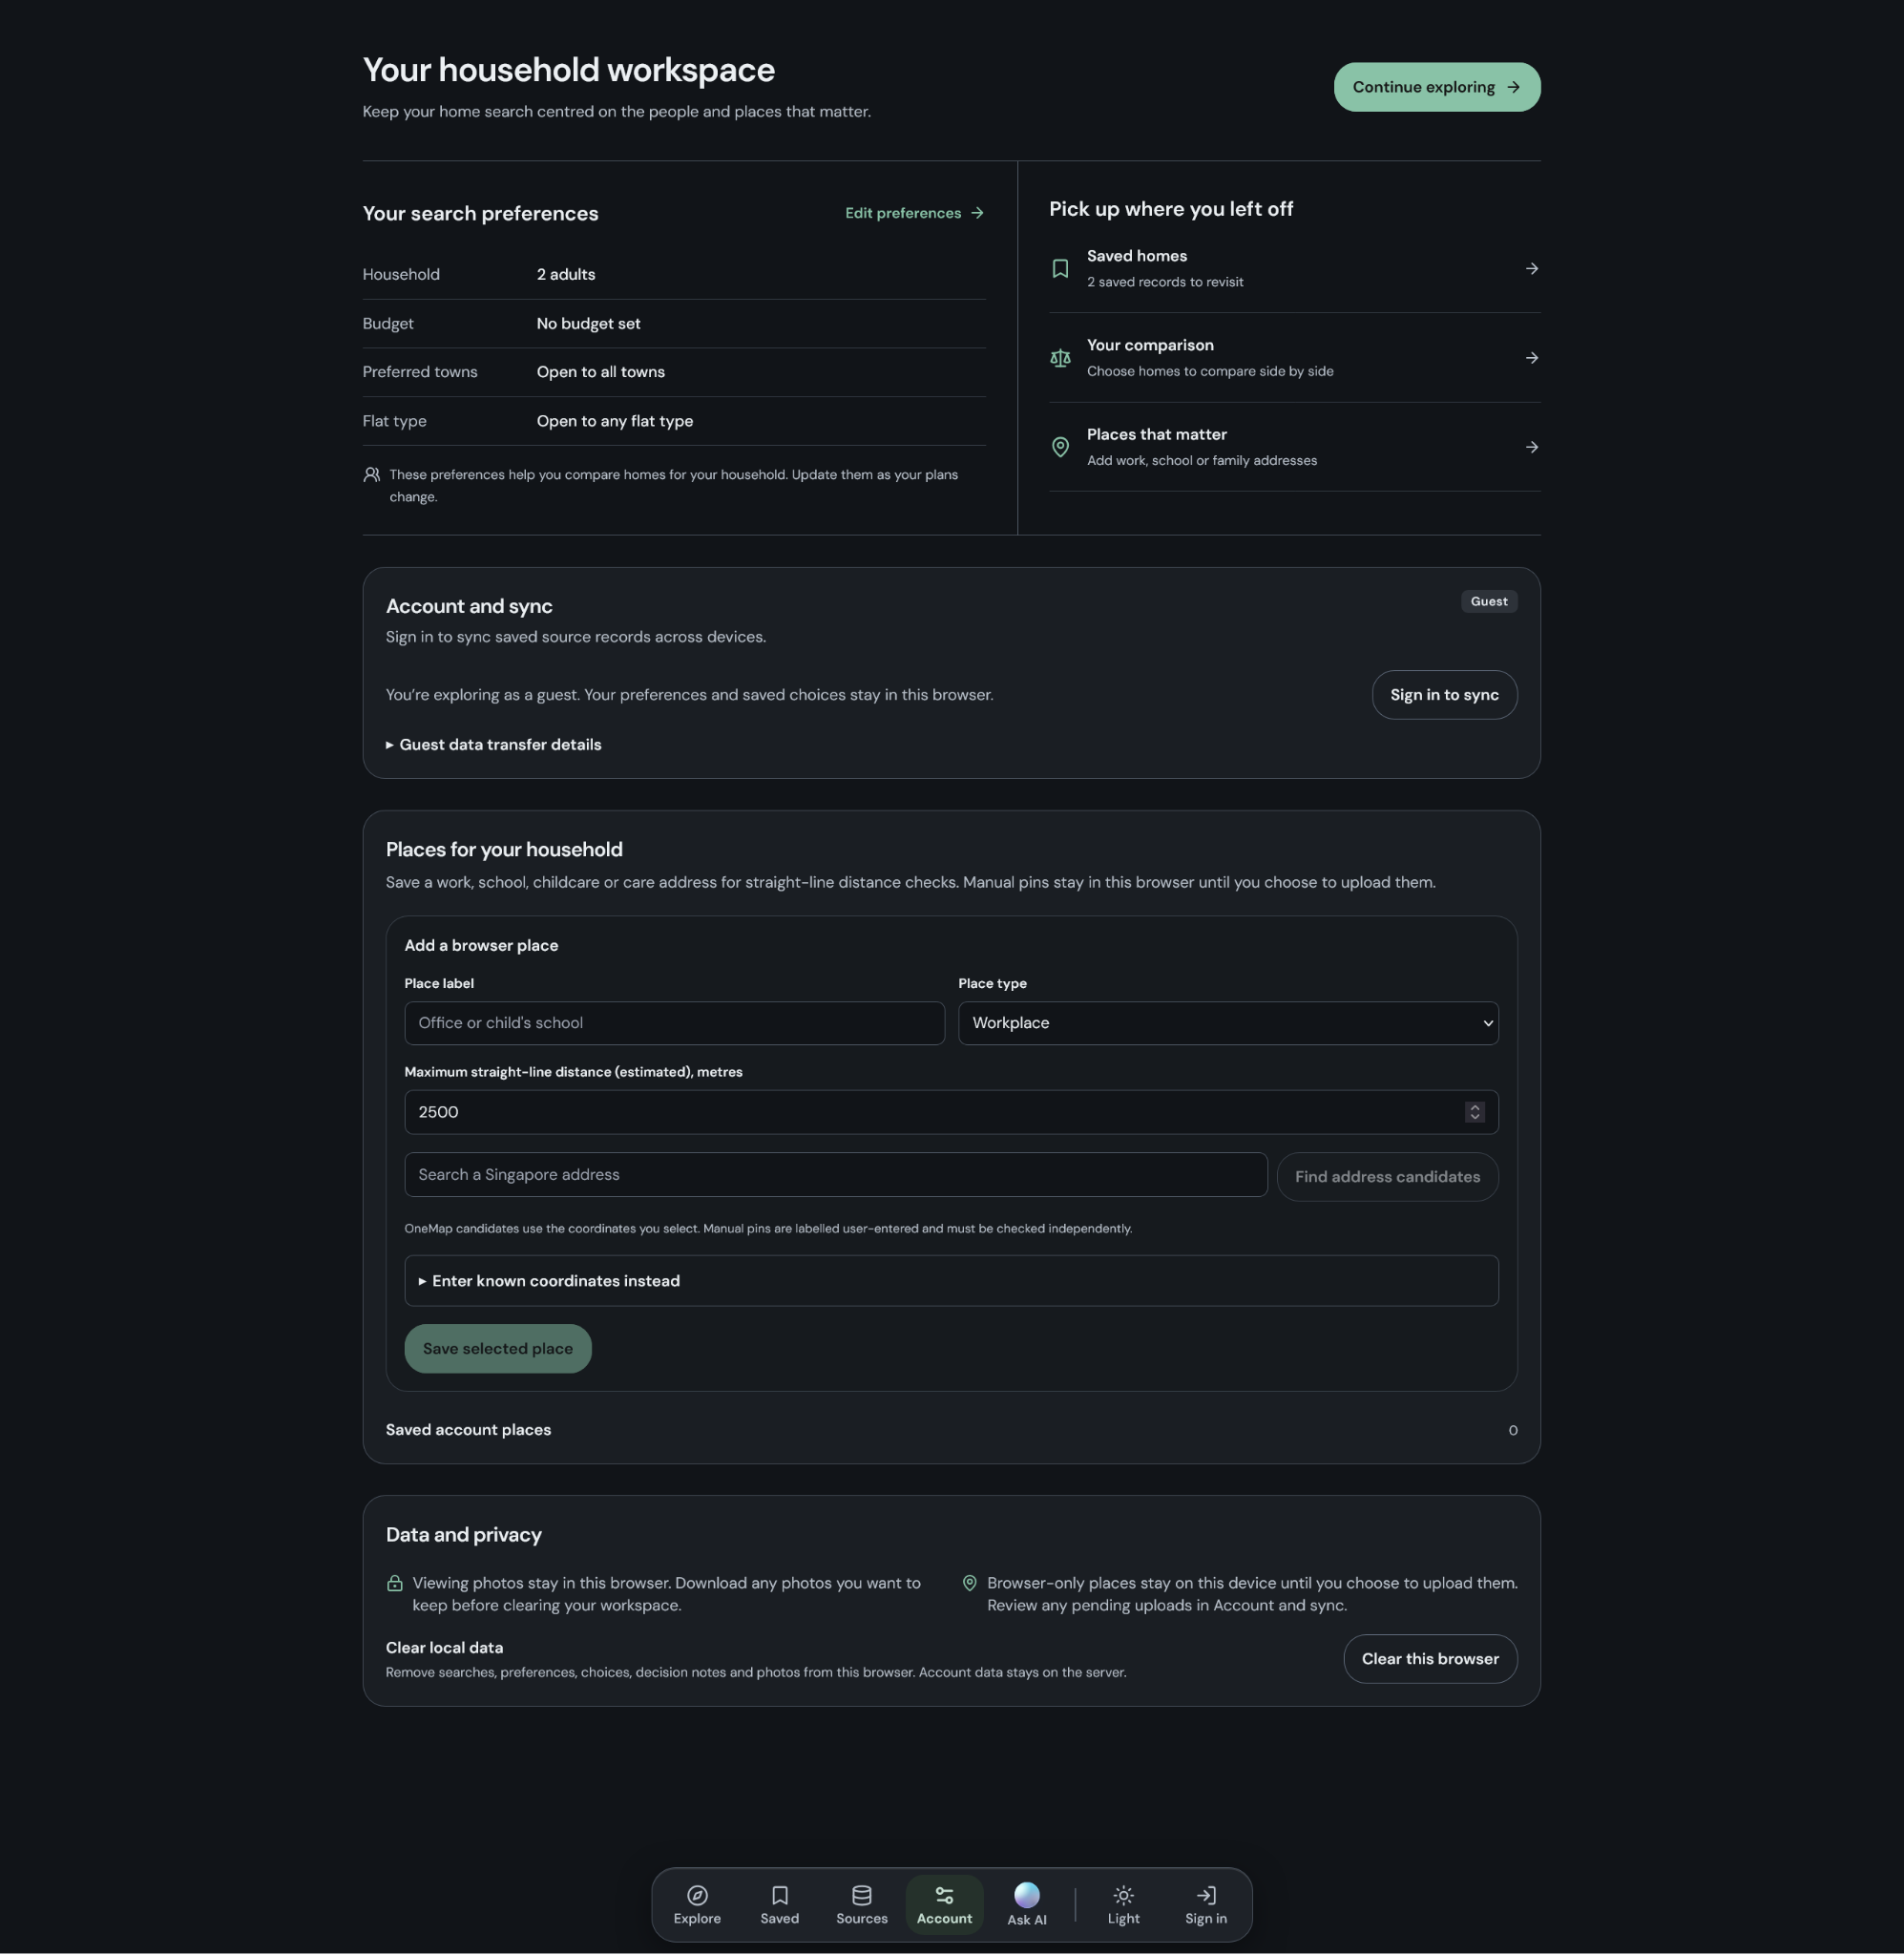 Your household workspace
Keep your home search centred on the people and places that matter.
Continue exploring
Your search preferences
Edit preferences
Household
2 adults
Budget
No budget set
Preferred towns
Open to all towns
Flat type
Open to any flat type
These preferences help you compare homes for your household. Update them as your plans
change.
Pick up where you left off
Saved homes
2 saved records to revisit
Your comparison
Choose homes to compare side by side
Places that matter
Add work, school or family addresses
Account and sync
Guest
Sign in to sync saved source records across devices.
You’re exploring as a guest. Your preferences and saved choices stay in this browser.
Sign in to sync
Guest data transfer details
Places for your household
Save a work, school, childcare or care address for straight-line distance checks. Manual pins stay in this browser until you choose to upload them.
Add a browser place
Place label
Office or child's school
Place type
Workplace
Maximum straight-line distance (estimated), metres
2500
Search a Singapore address
Find address candidates
OneMap candidates use the coordinates you select. Manual pins are labelled user-entered and must be checked independently.
Enter known coordinates instead
Save selected place
Saved account places
0
Data and privacy
Viewing photos stay in this browser. Download any photos you want to
keep before clearing your workspace.
Browser-only places stay on this device until you choose to upload them.
Review any pending uploads in Account and sync.
Clear local data
Remove searches, preferences, choices, decision notes and photos from this browser. Account data stays on the server.
Clear this browser
Explore
Saved
Sources
Account
Ask AI
Light
Sign in